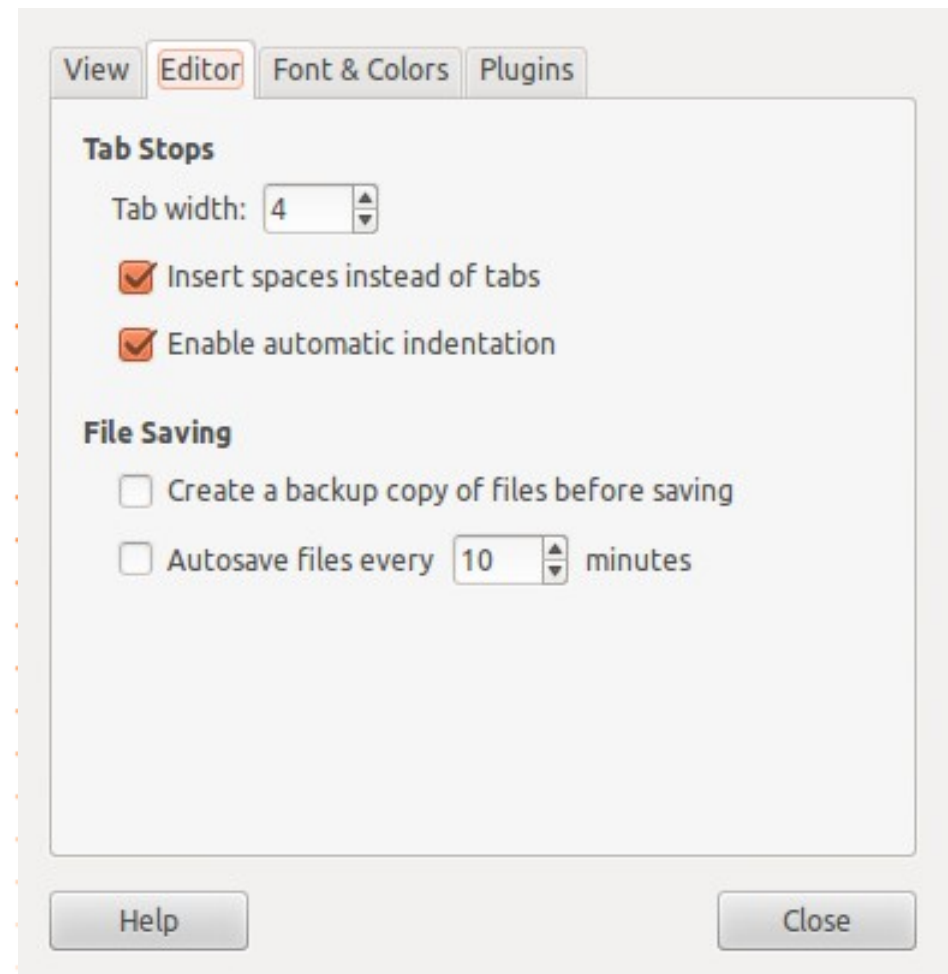 View Editor Font & Colors Plugins
Tab Stops
Tab width: 4
Insert spaces instead of tabs
Enable automatic indentation
File Saving
Create a backup copy of files before saving
Autosave files every 10 minutes
Help Close